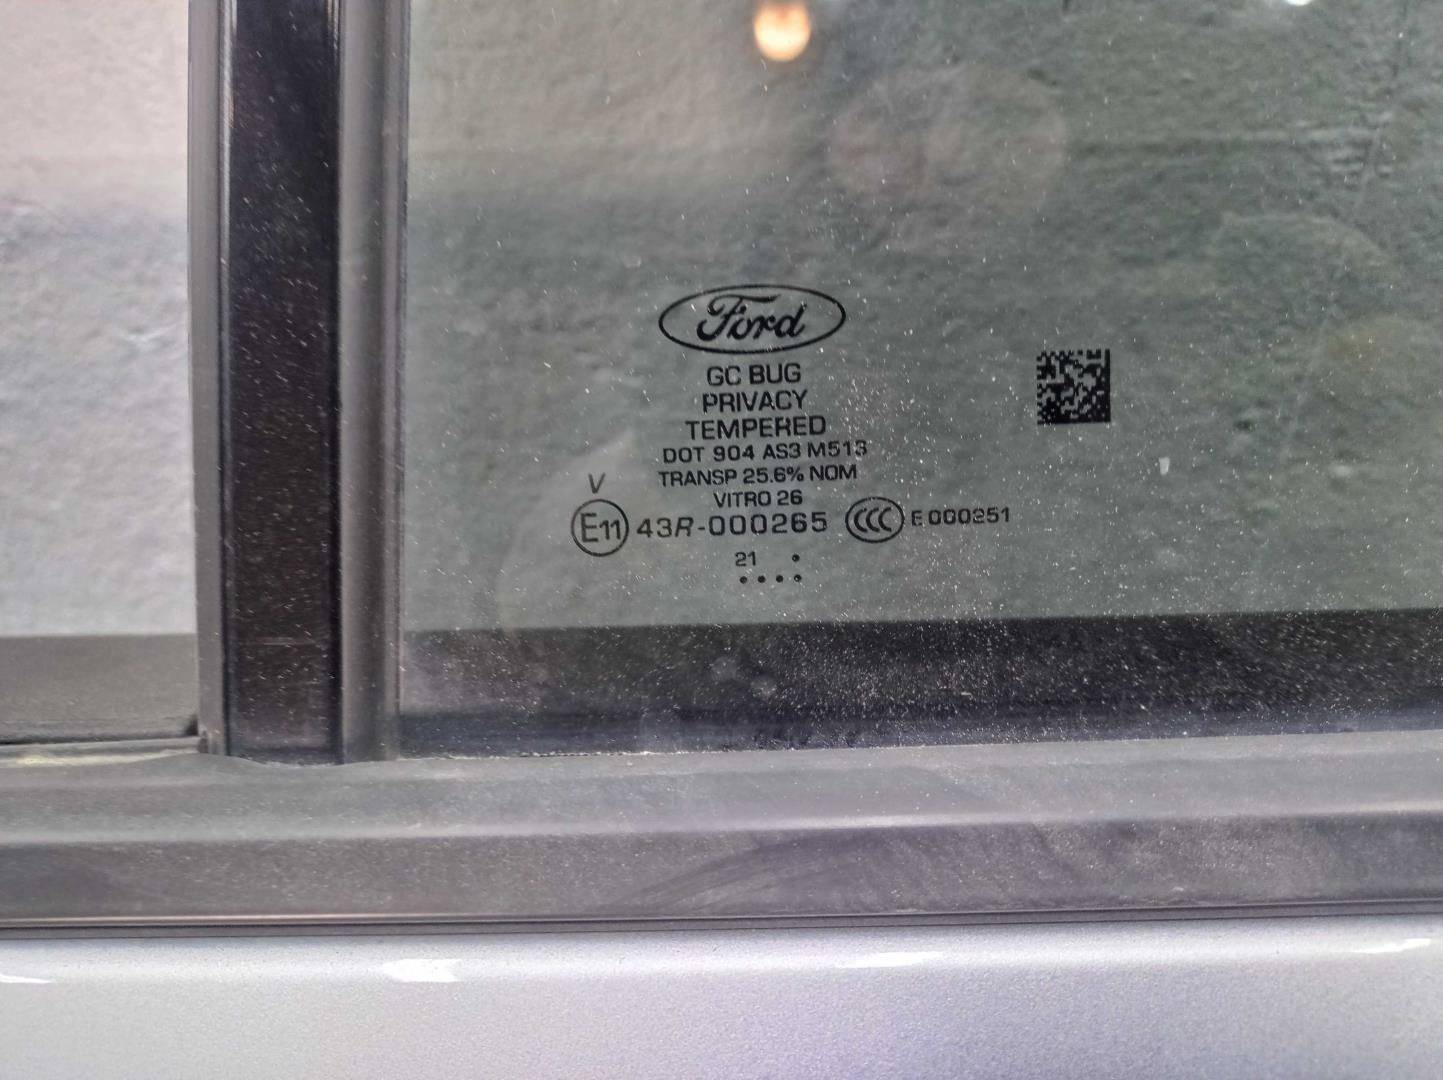 Ford
GC BUG
PRIVACY
TEMPERED
DOT 904 AS3 M513
TRANSP 25.6% NOM
VITRO 26
V
E11 43R-000265 CCC E 000251
21